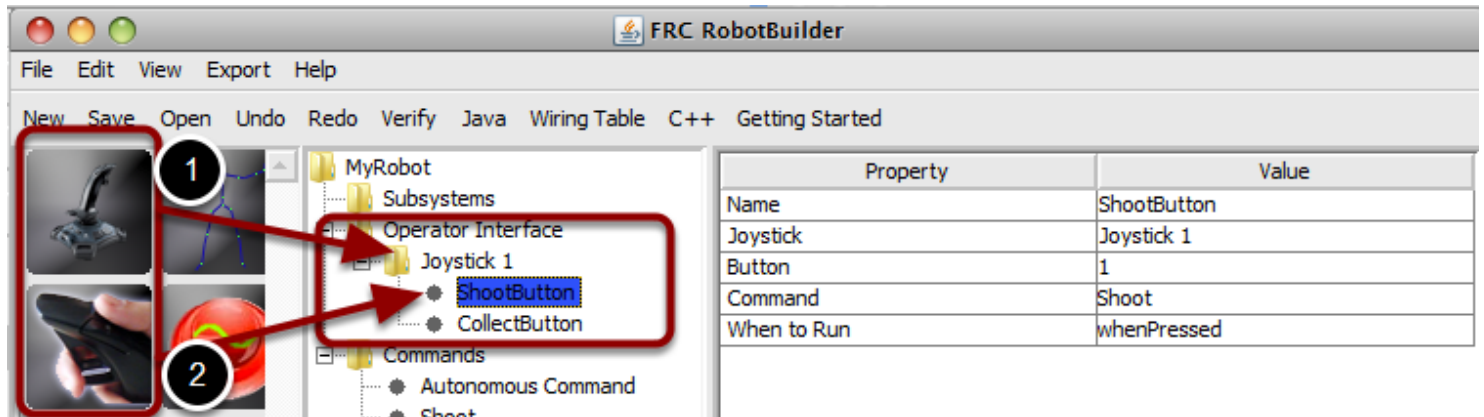 FRC RobotBuilder
File Edit View Export Help
New Save Open Undo Redo Verify Java Wiring Table C++ Getting Started
1
2
MyRobot
Subsystems
Operator Interface
Joystick 1
ShootButton
CollectButton
Commands
Autonomous Command
Shoot
Property Value
Name ShootButton
Joystick Joystick 1
Button 1
Command Shoot
When to Run whenPressed